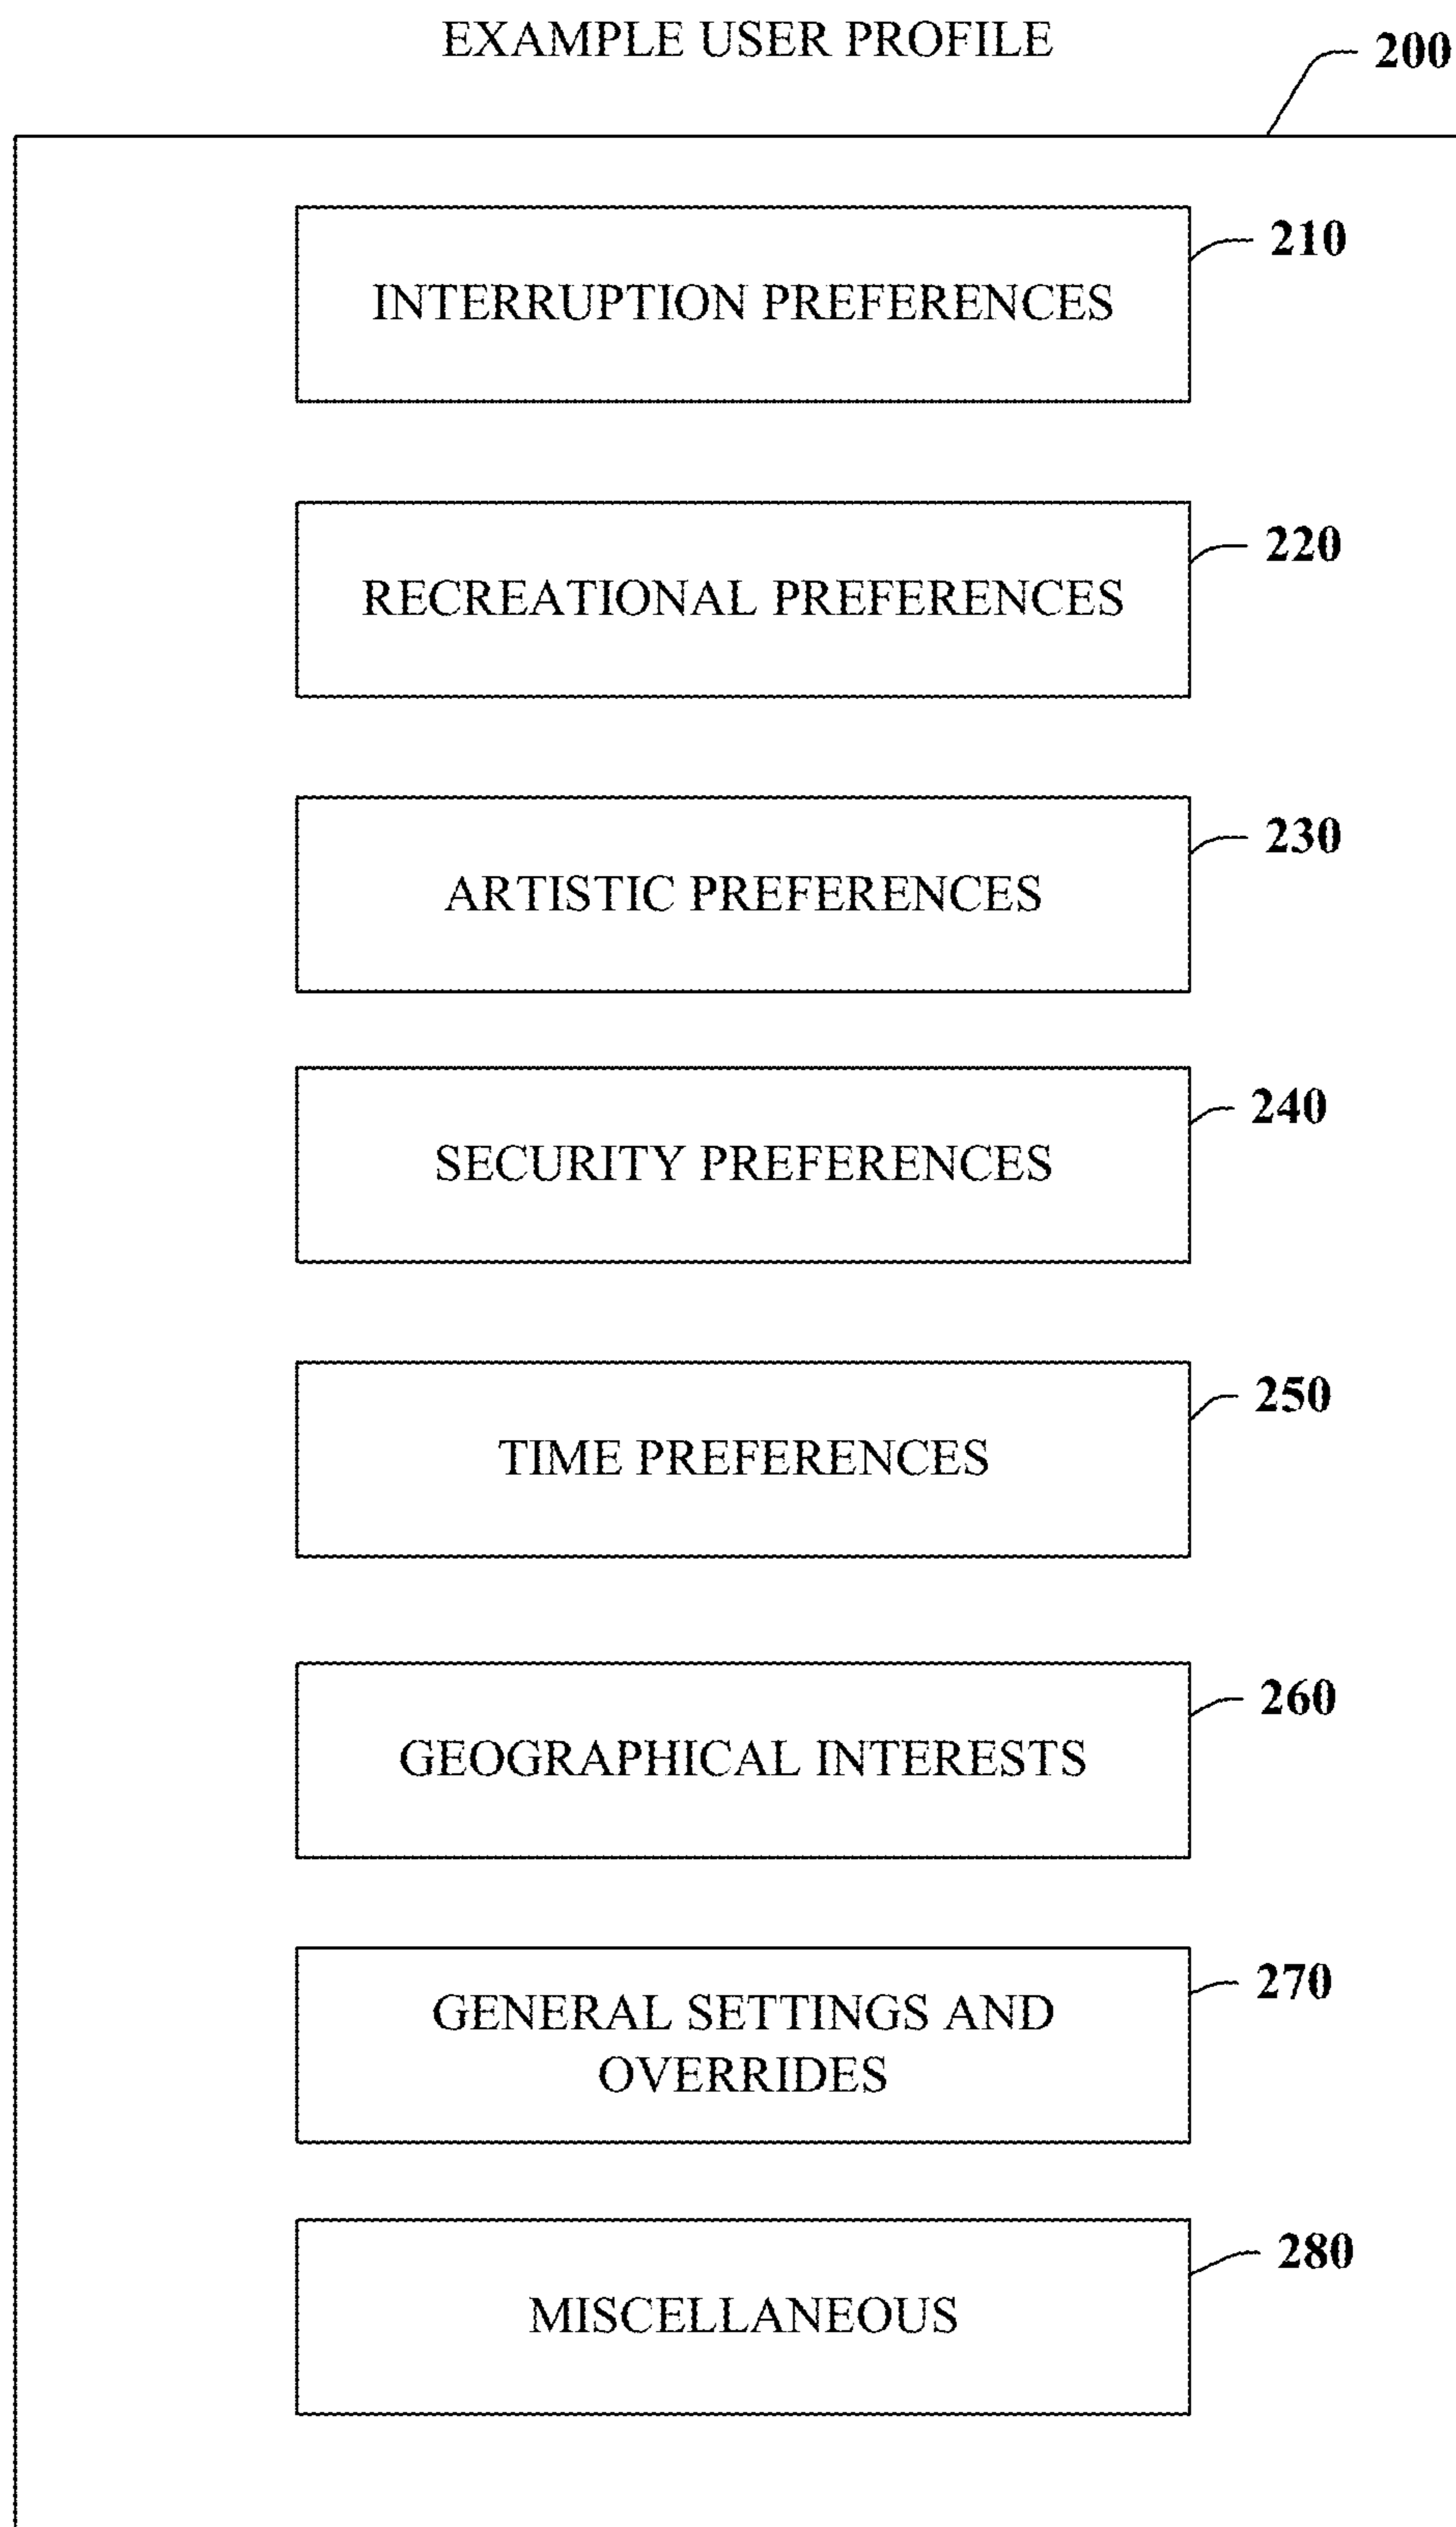 EXAMPLE USER PROFILE
200
210
INTERRUPTION PREFERENCES
220
RECREATIONAL PREFERENCES
230
ARTISTIC PREFERENCES
240
SECURITY PREFERENCES
250
TIME PREFERENCES
260
GEOGRAPHICAL INTERESTS
270
GENERAL SETTINGS AND
OVERRIDES
280
MISCELLANEOUS